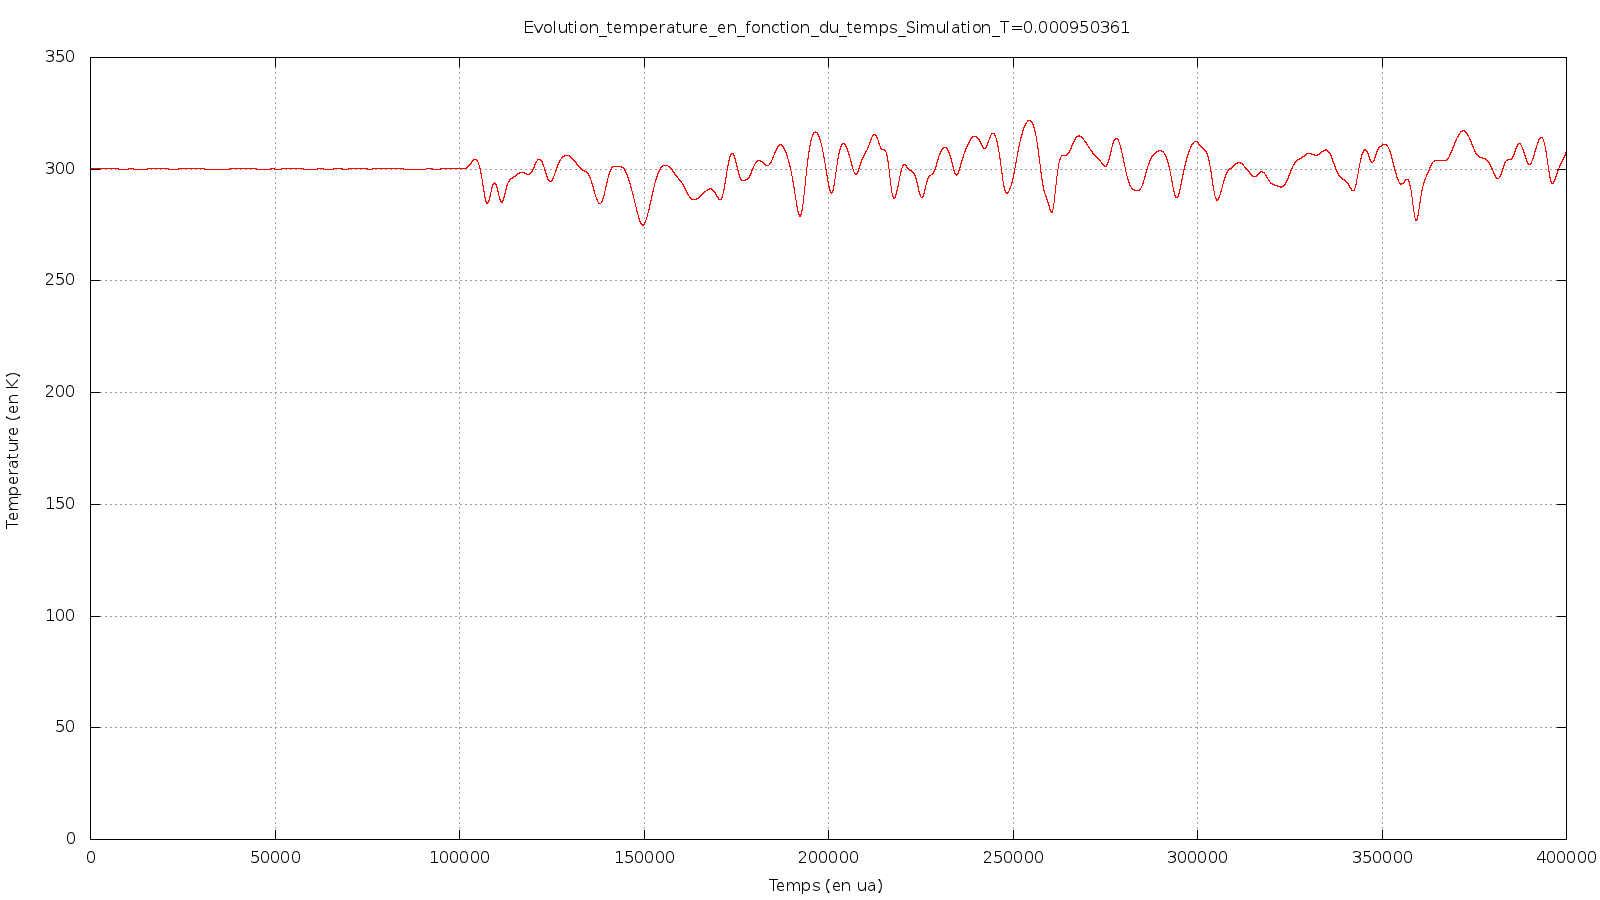 Evolution_temperature_en_fonction_du_temps_Simulation_T=0.000950361
350
300
250
200
150
100
50
0
Temperature (en K)
0 50000 100000 150000 200000 250000 300000 350000 400000
Temps (en ua)